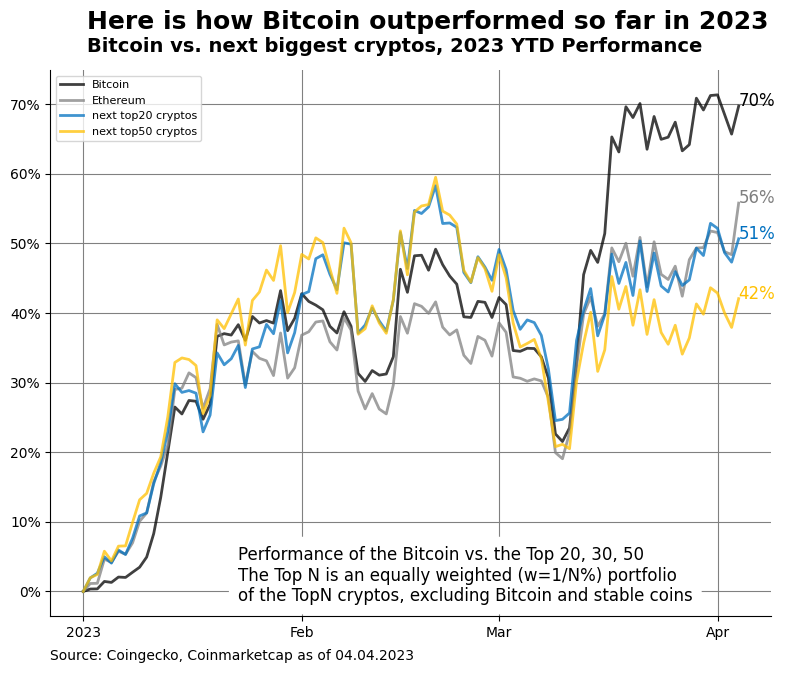 Here is how Bitcoin outperformed so far in 2023
Bitcoin vs. next biggest cryptos, 2023 YTD Performance
Bitcoin
Ethereum
next top20 cryptos
next top50 cryptos
70%
60%
50%
40%
30%
20%
10%
0%
70%
56%
51%
42%
Performance of the Bitcoin vs. the Top 20, 30, 50
The Top N is an equally weighted (w=1/N%) portfolio
of the TopN cryptos, excluding Bitcoin and stable coins
2023 Feb Mar Apr
Source: Coingecko, Coinmarketcap as of 04.04.2023